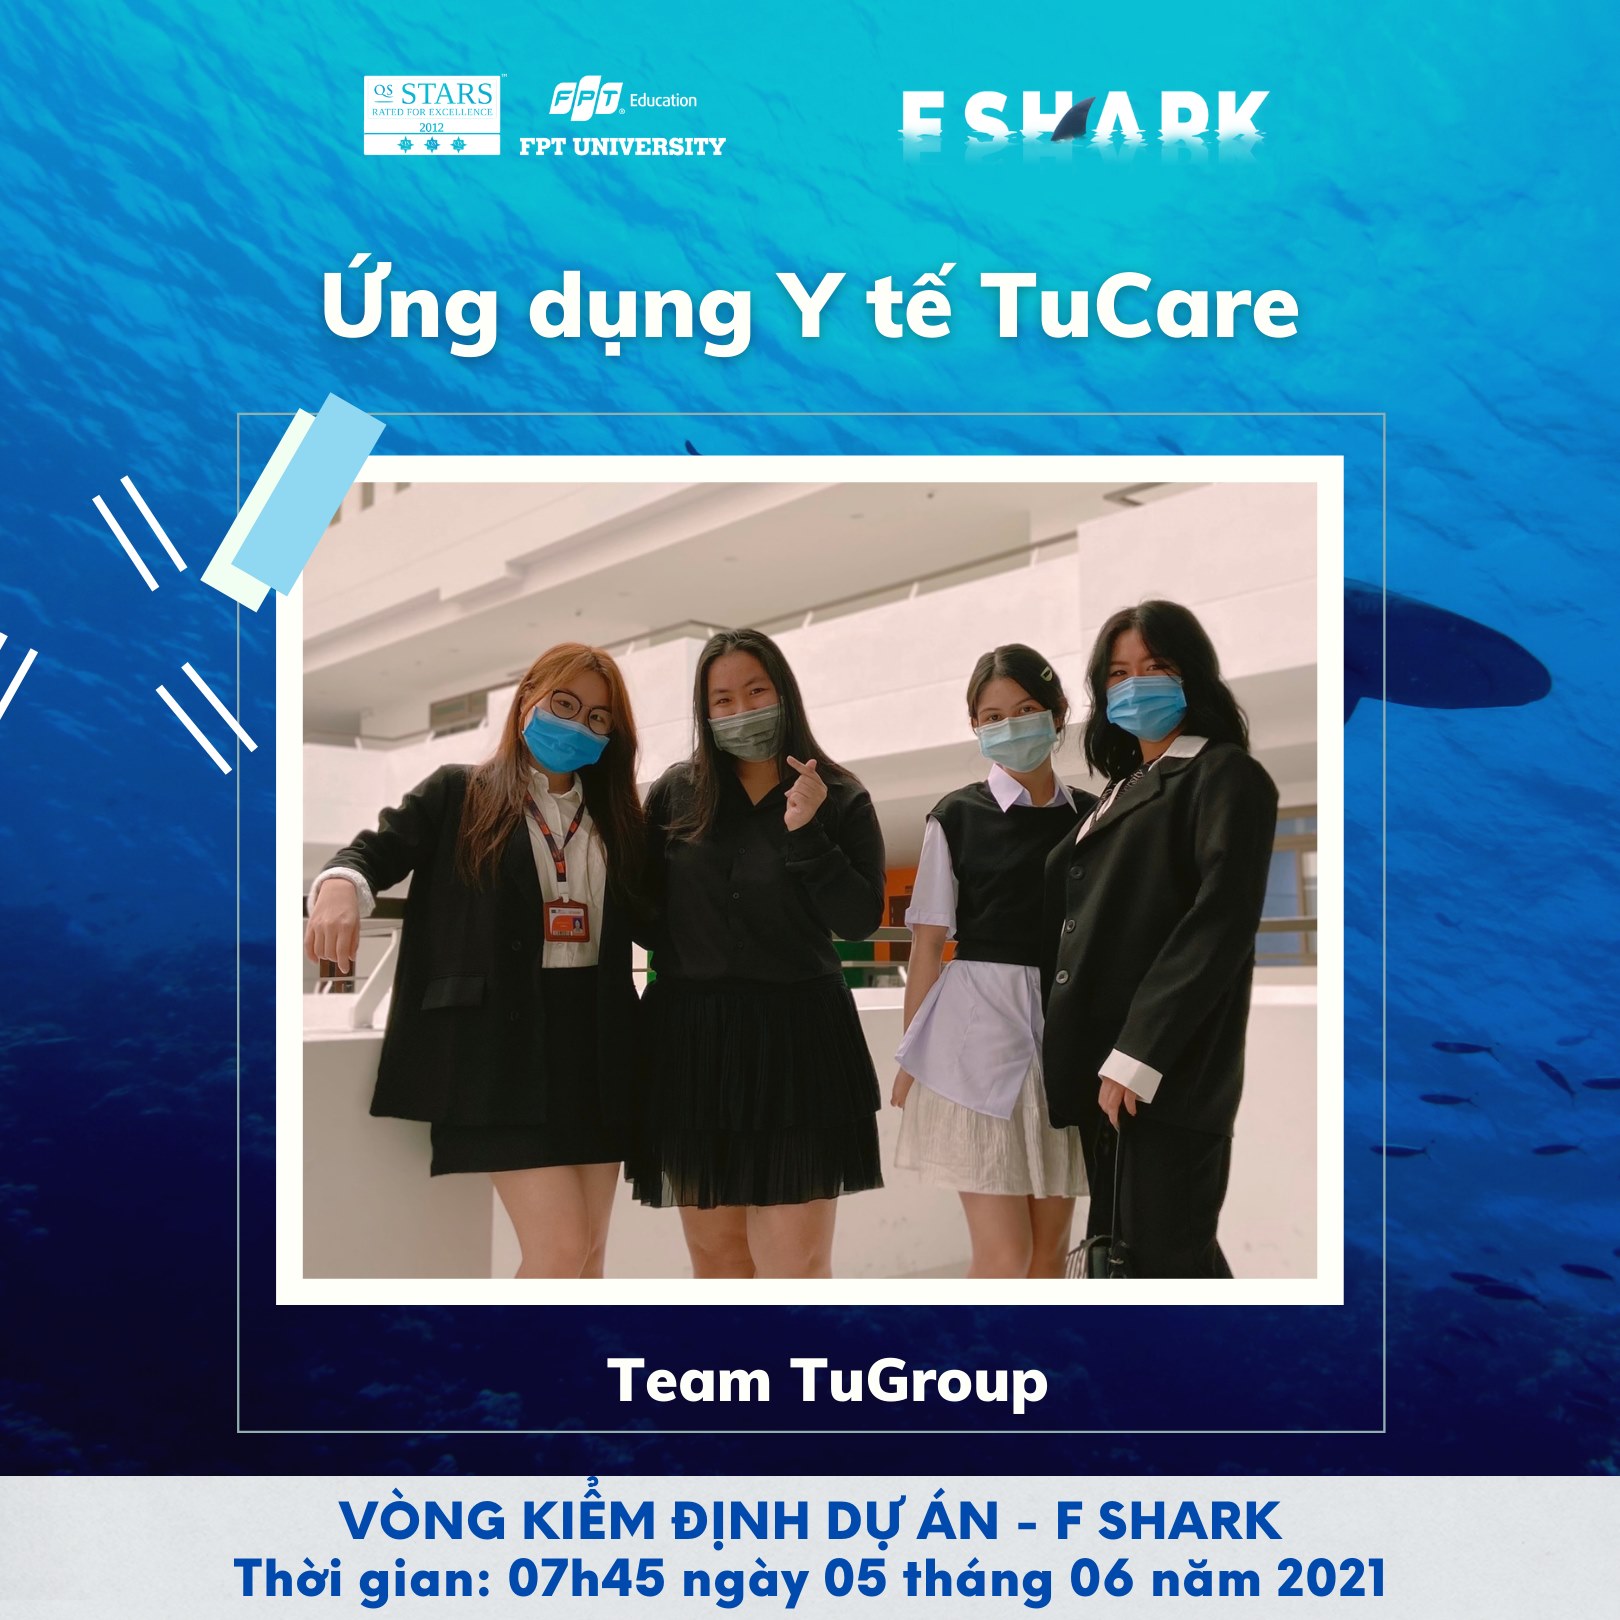 QS STARS™
RATED FOR EXCELLENCE
2012
FPT® Education
FPT UNIVERSITY
F SHARK
Ứng dụng Y tế TuCare
Team TuGroup
VÒNG KIỂM ĐỊNH DỰ ÁN - F SHARK
Thời gian: 07h45 ngày 05 tháng 06 năm 2021